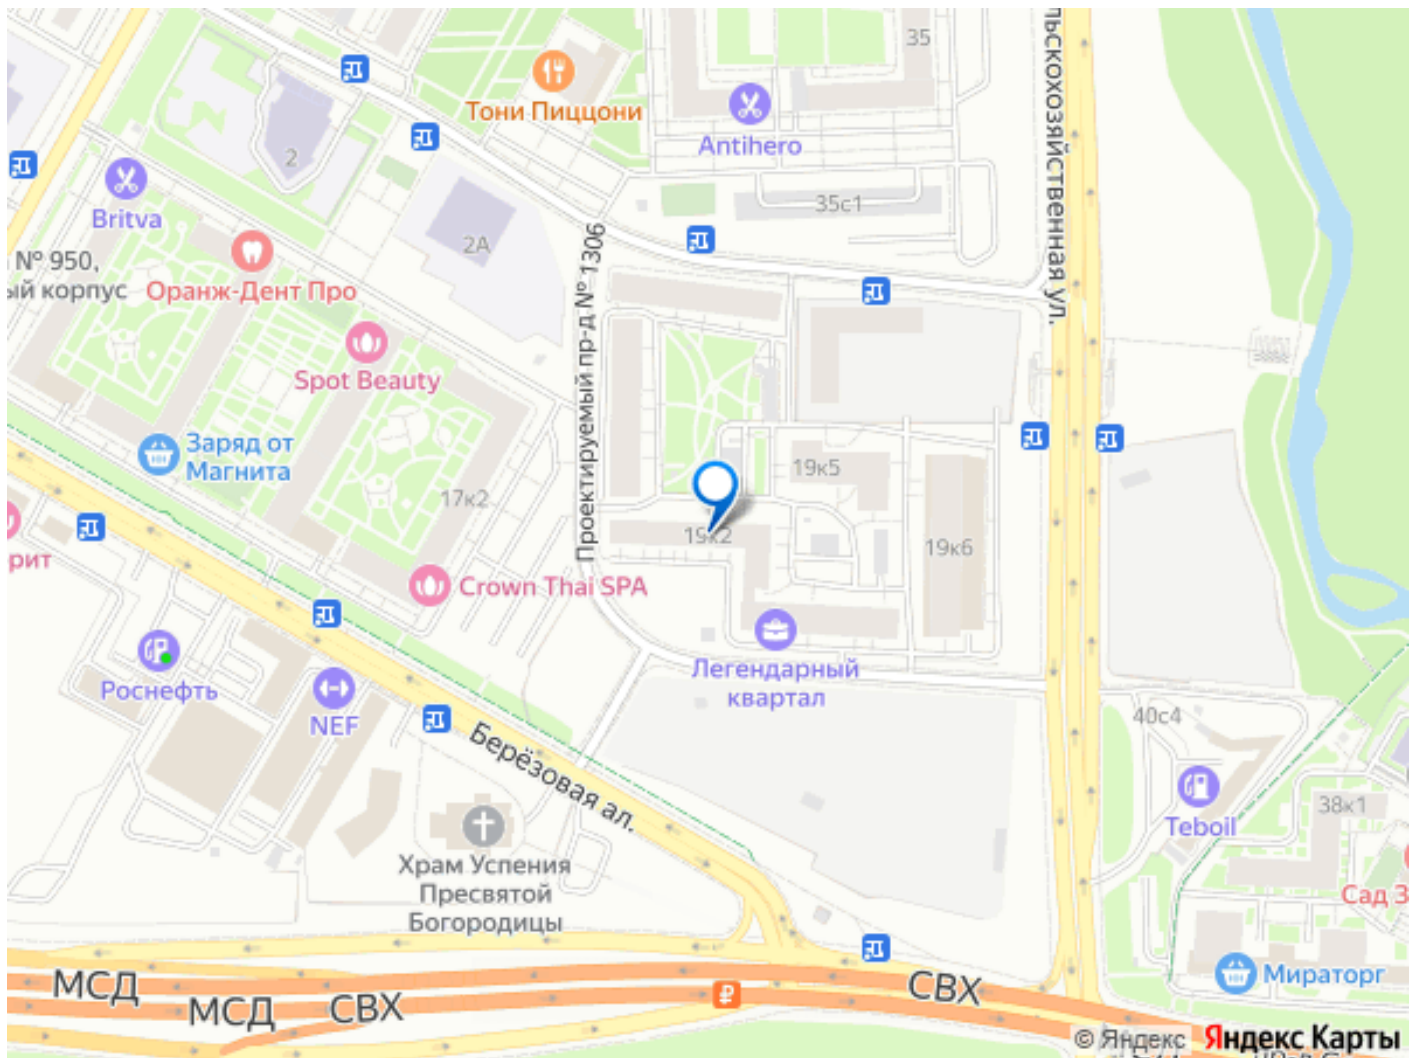 льскохозяйственная ул.
35
Тони Пиццони
Antihero
2
Britva
35с1
2А
№ 950,
ый корпус
Оранж-Дент Про
Проектируемый пр-д № 1306
Spot Beauty
Заряд от
Магнита
17к2
19к5
19к2
19к6
рит
Crown Thai SPA
Роснефть
NEF
Легендарный
квартал
Берёзовая ал.
40с4
Teboil
38к1
Храм Успения
Пресвятой
Богородицы
Сад З
Мираторг
МСД
МСД
СВХ
СВХ
© Яндекс Яндекс Карты